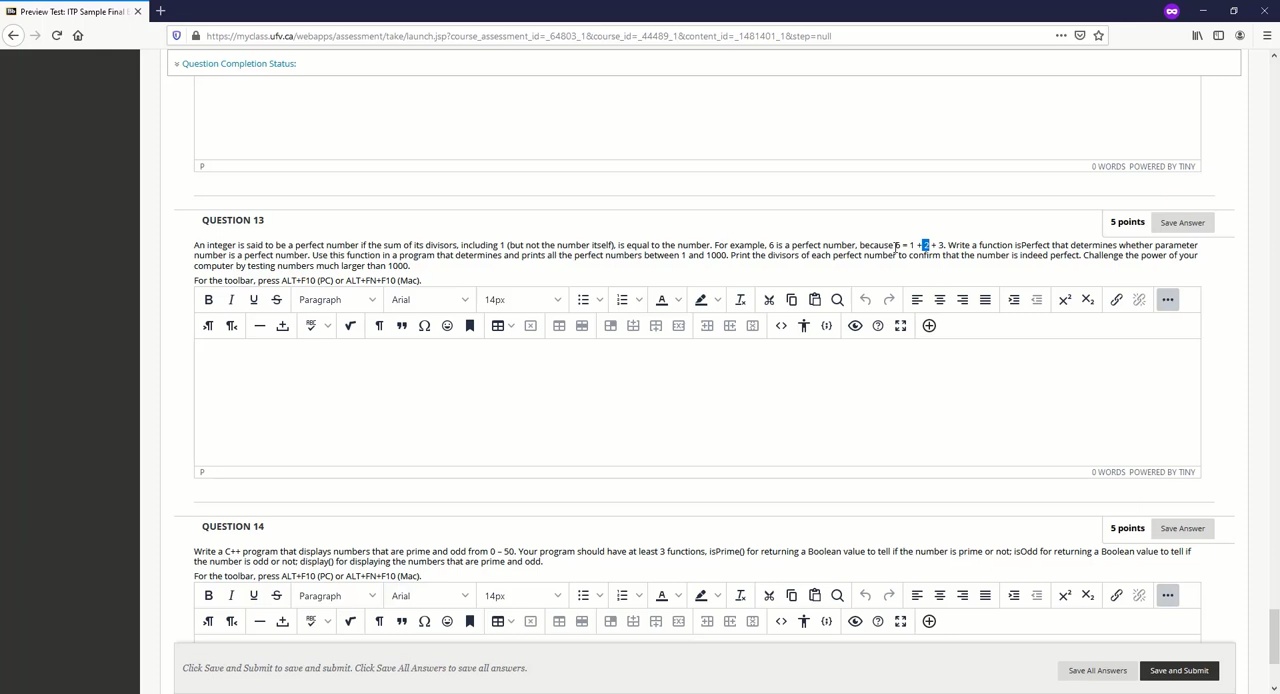 Preview Test: ITP Sample Final E
https://myclass.ufv.ca/webapps/assessment/take/launch.jsp?course_assessment_id=_64803_1&course_id=_44489_1&content_id=_1481401_1&step=null
Question Completion Status:
P
0 WORDS POWERED BY TINY
QUESTION 13
5 points
Save Answer
An integer is said to be a perfect number if the sum of its divisors, including 1 (but not the number itself), is equal to the number. For example, 6 is a perfect number, because 6 = 1 + 2 + 3. Write a function isPerfect that determines whether parameter
number is a perfect number. Use this function in a program that determines and prints all the perfect numbers between 1 and 1000. Print the divisors of each perfect number to confirm that the number is indeed perfect. Challenge the power of your
computer by testing numbers much larger than 1000.
For the toolbar, press ALT+F10 (PC) or ALT+FN+F10 (Mac).
B I U S Paragraph Arial 14px
P
0 WORDS POWERED BY TINY
QUESTION 14
5 points
Save Answer
Write a C++ program that displays numbers that are prime and odd from 0 – 50. Your program should have at least 3 functions, isPrime() for returning a Boolean value to tell if the number is prime or not; isOdd for returning a Boolean value to tell if
the number is odd or not; display() for displaying the numbers that are prime and odd.
For the toolbar, press ALT+F10 (PC) or ALT+FN+F10 (Mac).
B I U S Paragraph Arial 14px
Click Save and Submit to save and submit. Click Save All Answers to save all answers.
Save All Answers
Save and Submit